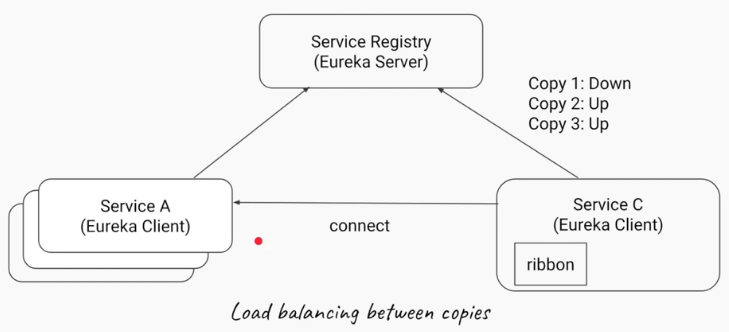 Service Registry
(Eureka Server)
Copy 1: Down
Copy 2: Up
Copy 3: Up
Service A
(Eureka Client)
connect
Service C
(Eureka Client)
ribbon
Load balancing between copies